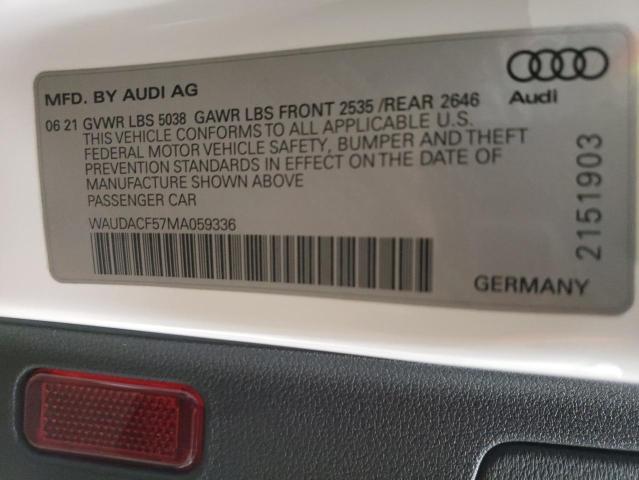 MFD. BY AUDI AG
Audi
06 21 GVWR LBS 5038 GAWR LBS FRONT 2535 /REAR 2646
THIS VEHICLE CONFORMS TO ALL APPLICABLE U.S.
FEDERAL MOTOR VEHICLE SAFETY, BUMPER AND THEFT
PREVENTION STANDARDS IN EFFECT ON THE DATE OF
MANUFACTURE SHOWN ABOVE
PASSENGER CAR
WAUDACF57MA059336
2151903
GERMANY